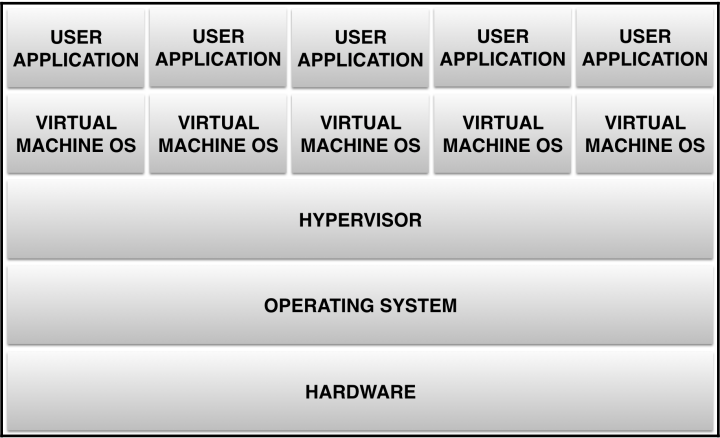 USER
APPLICATION
USER
APPLICATION
USER
APPLICATION
USER
APPLICATION
USER
APPLICATION
VIRTUAL
MACHINE OS
VIRTUAL
MACHINE OS
VIRTUAL
MACHINE OS
VIRTUAL
MACHINE OS
VIRTUAL
MACHINE OS
HYPERVISOR
OPERATING SYSTEM
HARDWARE